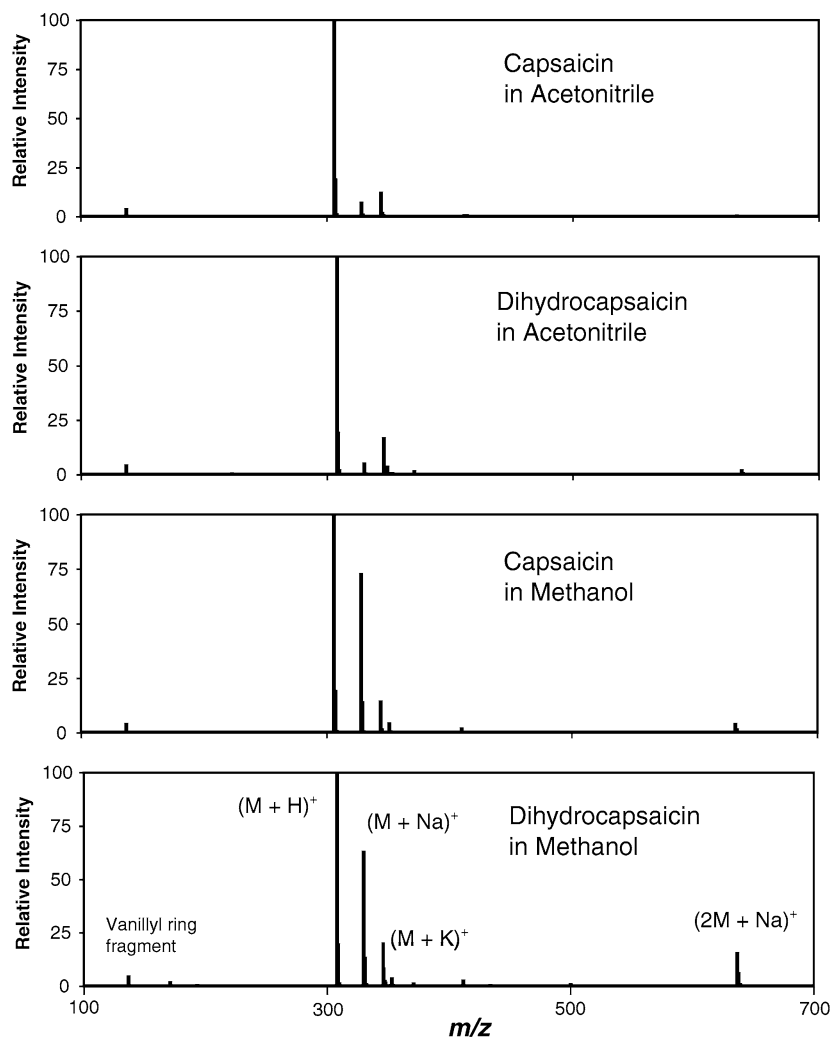 Relative Intensity
100
75
50
25
0
Capsaicin
in Acetonitrile
Relative Intensity
100
75
50
25
0
Dihydrocapsaicin
in Acetonitrile
Relative Intensity
100
75
50
25
0
Capsaicin
in Methanol
Relative Intensity
100
75
50
25
0
(M + H)+
(M + Na)+
Dihydrocapsaicin
in Methanol
Vanillyl ring
fragment
(M + K)+
(2M + Na)+
100 300 500 700
m/z